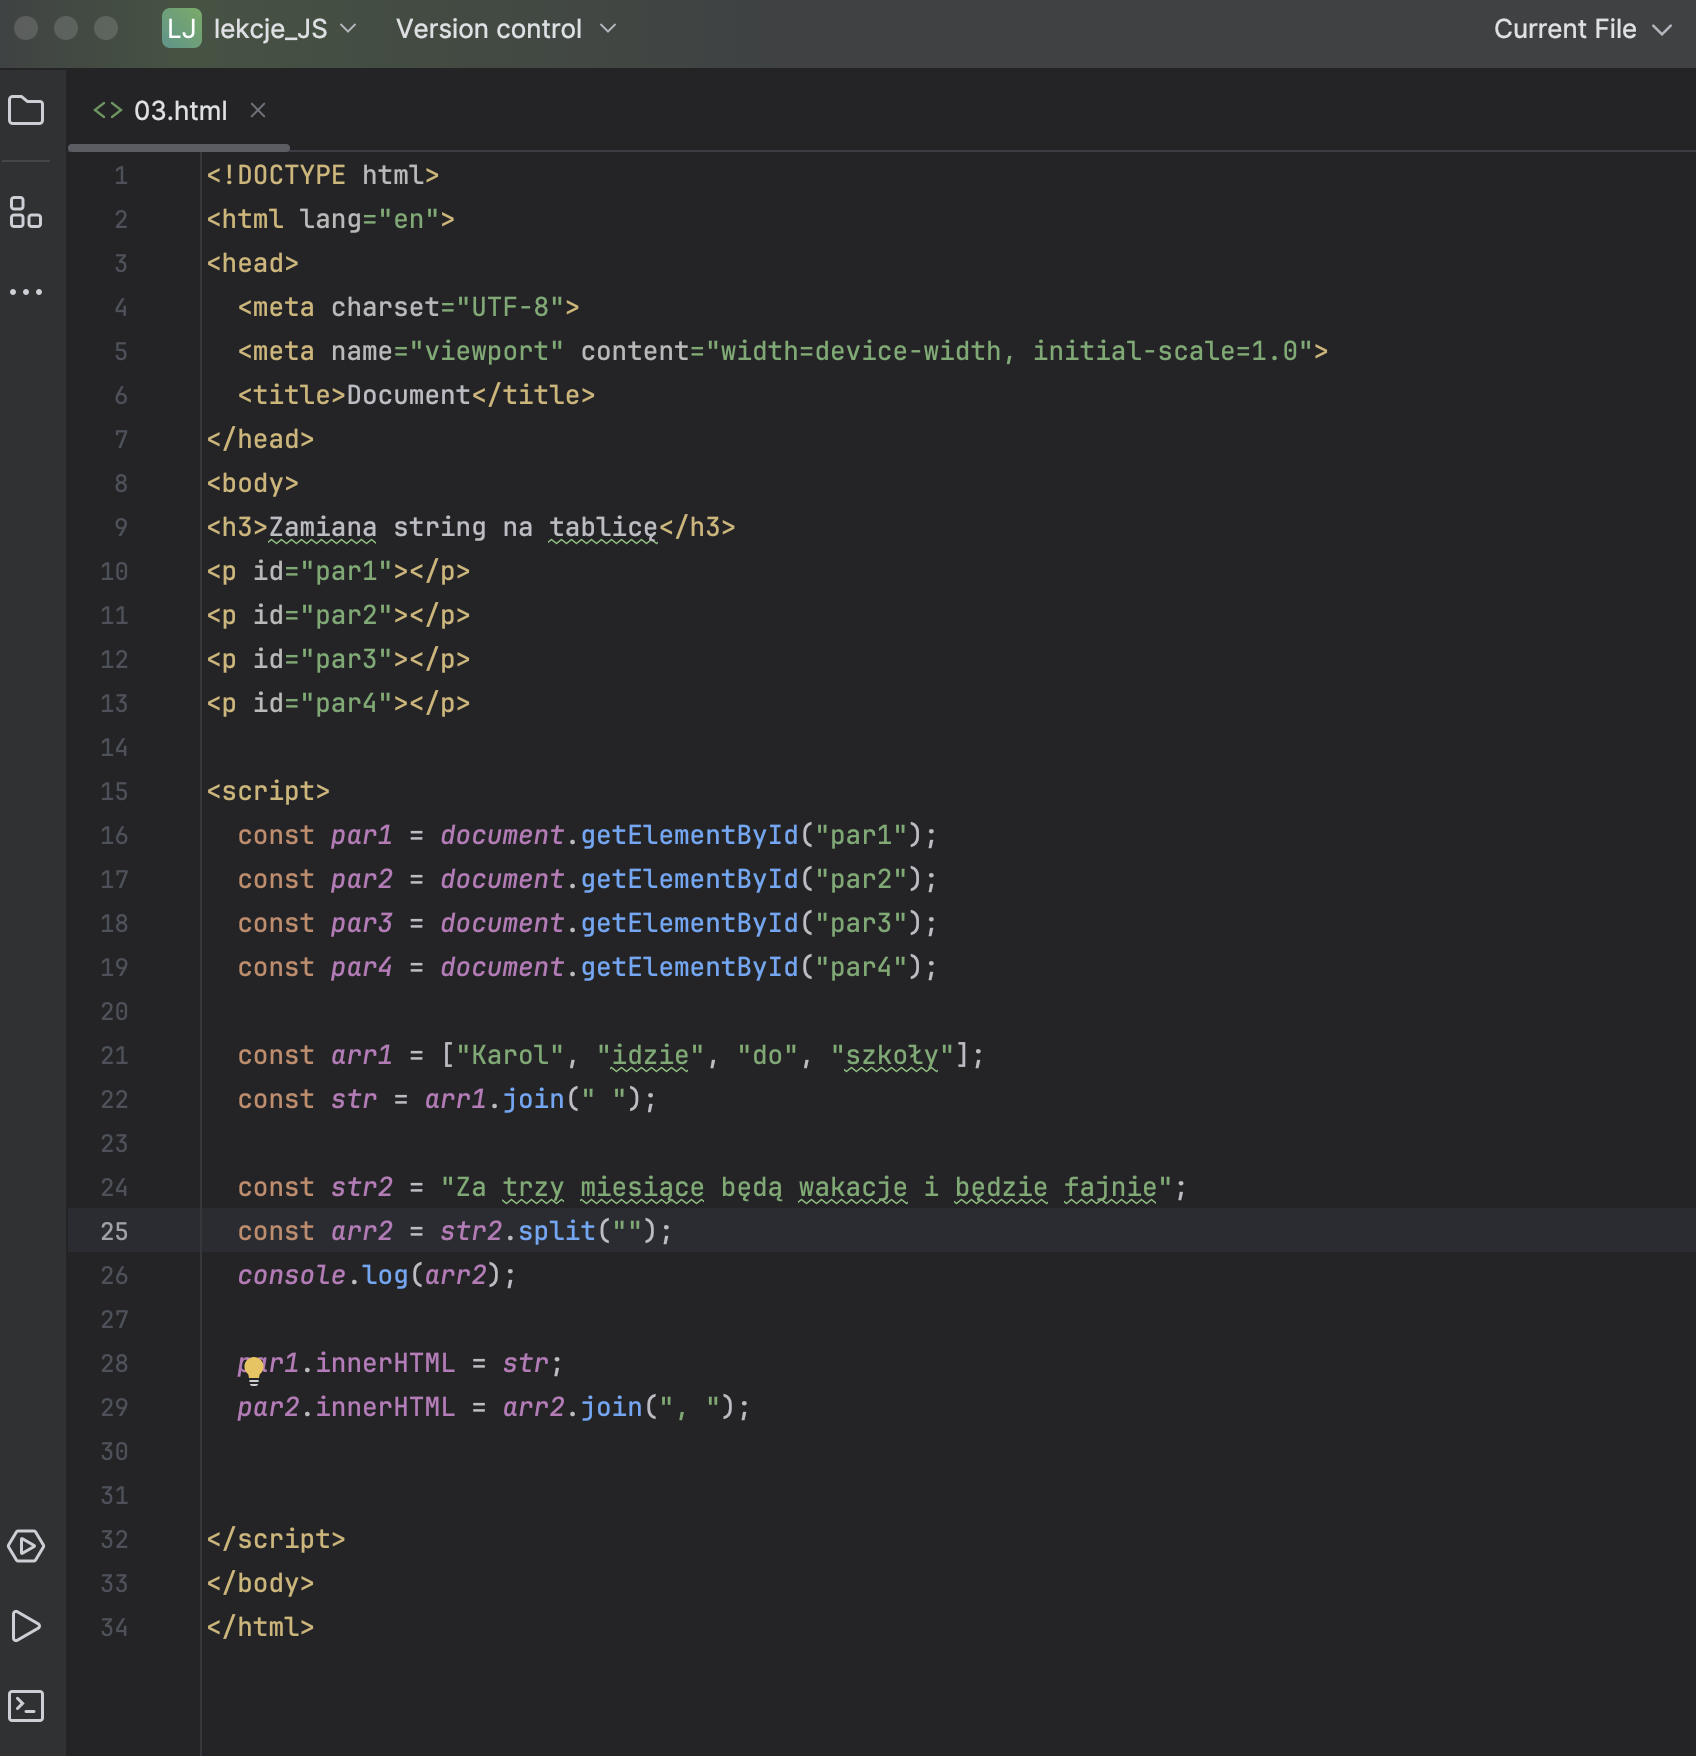 LJ lekcje_JS Version control Current File
03.html
1 <!DOCTYPE html>
2 <html lang="en">
3 <head>
4   <meta charset="UTF-8">
5   <meta name="viewport" content="width=device-width, initial-scale=1.0">
6   <title>Document</title>
7 </head>
8 <body>
9 <h3>Zamiana string na tablicę</h3>
10 <p id="par1"></p>
11 <p id="par2"></p>
12 <p id="par3"></p>
13 <p id="par4"></p>
14
15 <script>
16   const par1 = document.getElementById("par1");
17   const par2 = document.getElementById("par2");
18   const par3 = document.getElementById("par3");
19   const par4 = document.getElementById("par4");
20
21   const arr1 = ["Karol", "idzie", "do", "szkoły"];
22   const str = arr1.join(" ");
23
24   const str2 = "Za trzy miesiące będą wakacje i będzie fajnie";
25   const arr2 = str2.split("");
26   console.log(arr2);
27
28   par1.innerHTML = str;
29   par2.innerHTML = arr2.join(", ");
30
31
32 </script>
33 </body>
34 </html>